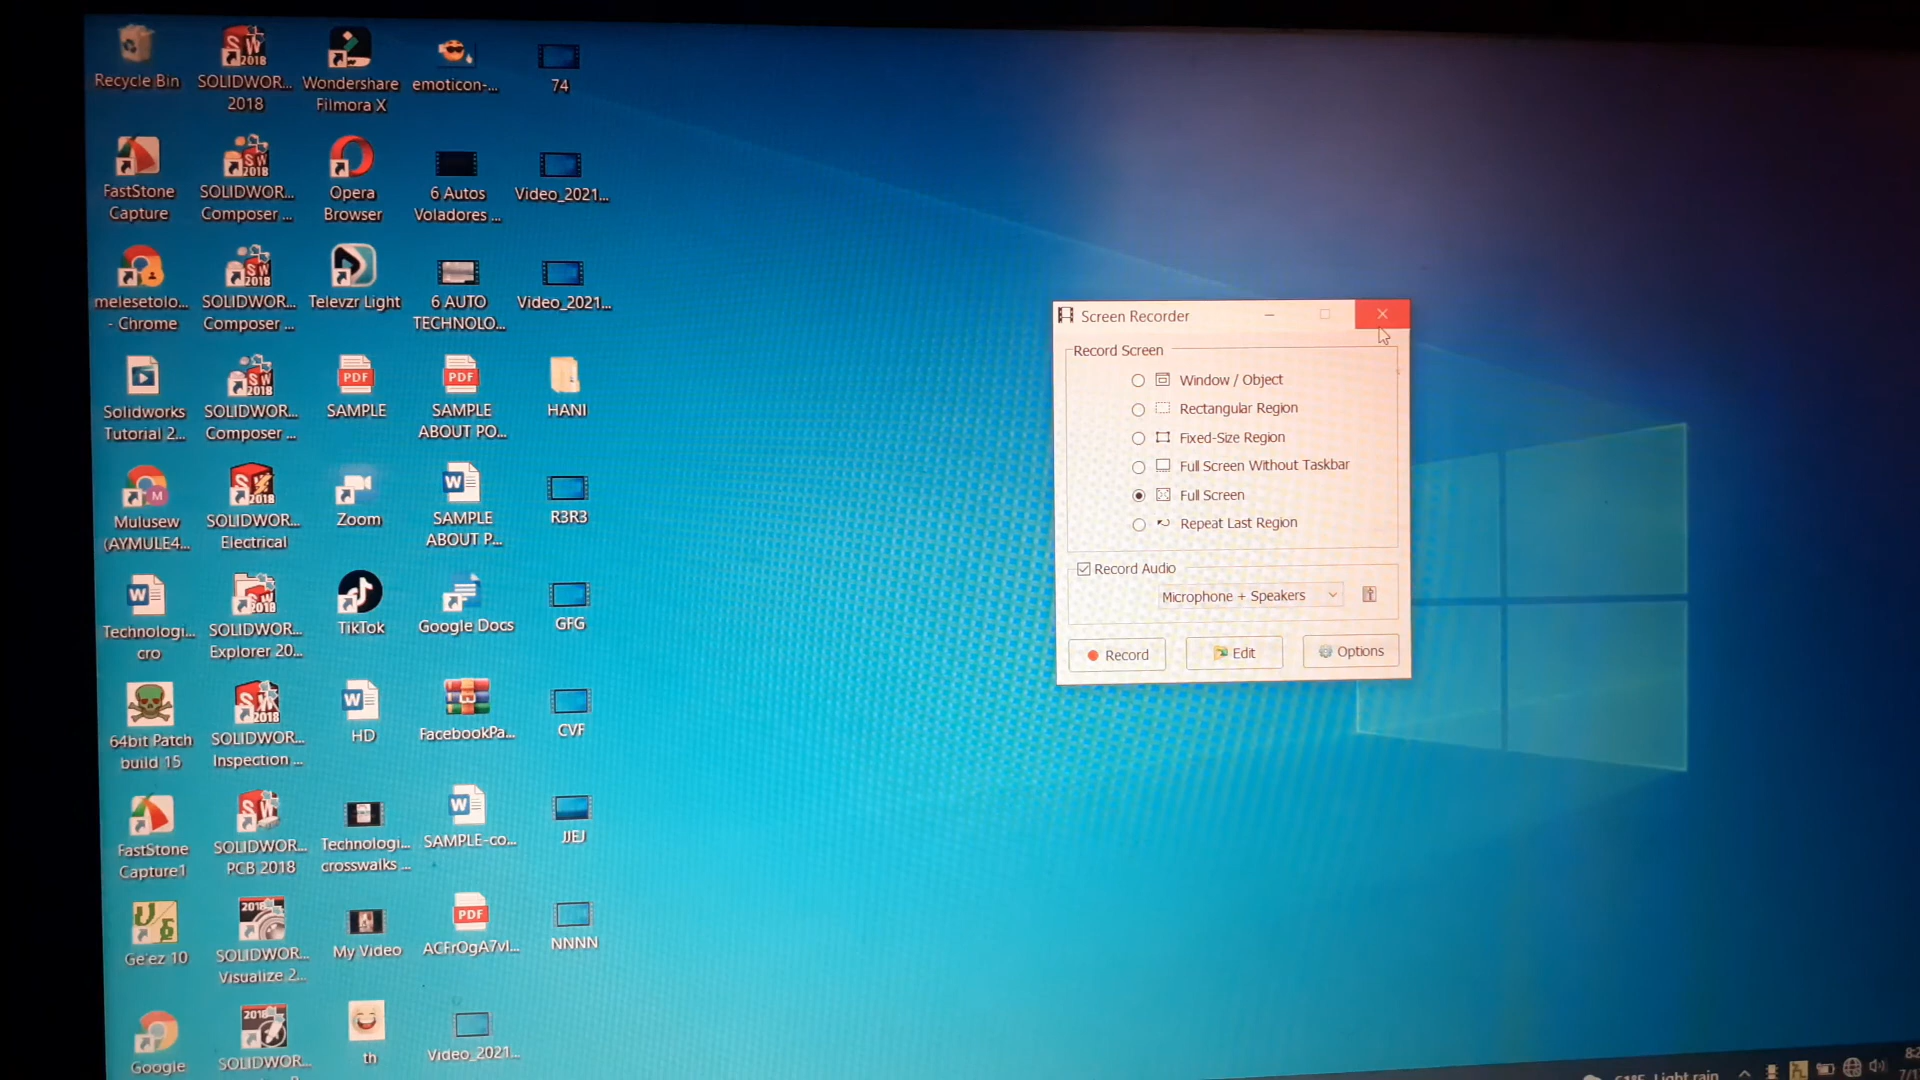 Recycle Bin
SOLIDWOR...
2018
Wondershare
Filmora X
emoticon-...
74
FastStone
Capture
SOLIDWOR...
Composer ...
Opera
Browser
6 Autos
Voladores ...
Video_2021...
melesetolo...
- Chrome
SOLIDWOR...
Composer ...
Televzr Light
6 AUTO
TECHNOLO...
Video_2021...
Solidworks
Tutorial 2...
SOLIDWOR...
Composer ...
SAMPLE
SAMPLE
ABOUT PO...
HANI
Mulusew
(AYMULE4...
SOLIDWOR...
Electrical
Zoom
SAMPLE
ABOUT P...
R3R3
Technologi...
cro
SOLIDWOR...
Explorer 20...
TikTok
Google Docs
GFG
64bit Patch
build 15
SOLIDWOR...
Inspection ...
HD
FacebookPa...
CVF
FastStone
Capture1
SOLIDWOR...
PCB 2018
Technologi...
crosswalks ...
SAMPLE-co...
JJEJ
Ge'ez 10
SOLIDWOR...
Visualize 2...
My Video
ACFrOgA7vI...
NNNN
Google
SOLIDWOR...
th
Video_2021...
Screen Recorder
Record Screen
Window / Object
Rectangular Region
Fixed-Size Region
Full Screen Without Taskbar
Full Screen
Repeat Last Region
Record Audio
Microphone + Speakers
Record
Edit
Options
Light rain